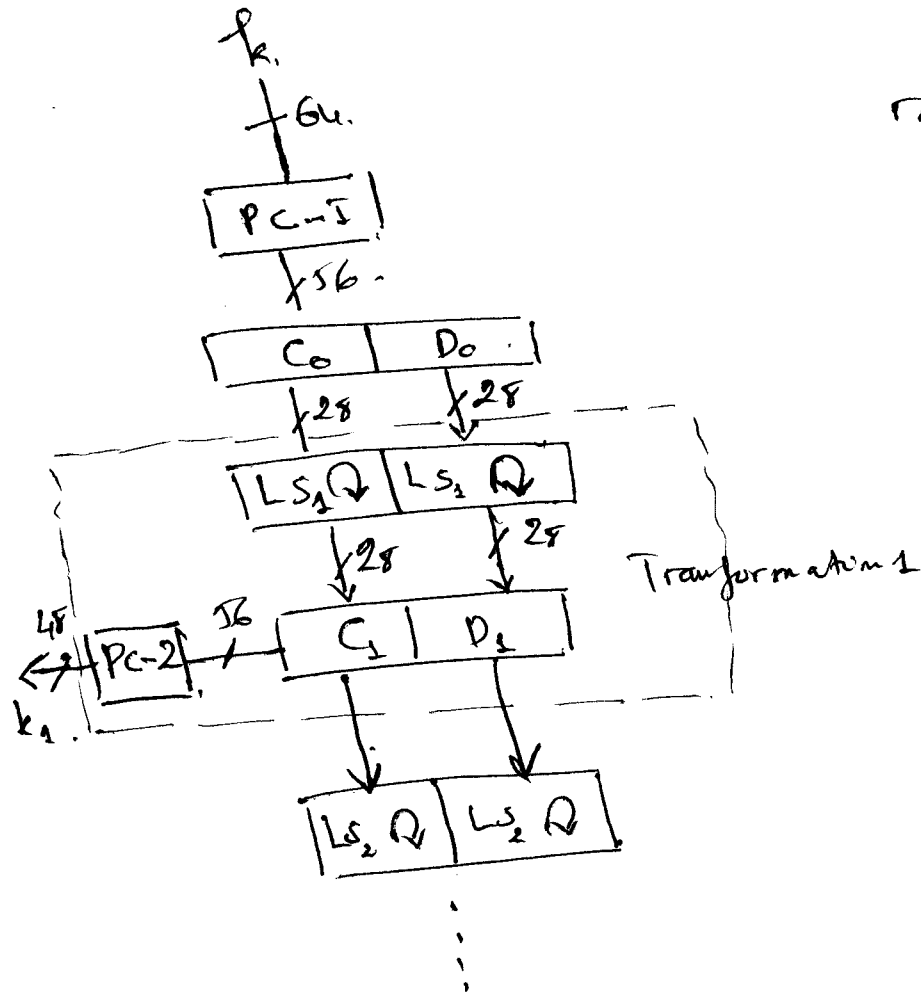 k.
64.
PC-I
56.
C₀ D₀
28 28
LS₁ LS₁
28 28
Transformation 1
48 PC-2 56 C₁ D₁
k₁.
LS₂ LS₂